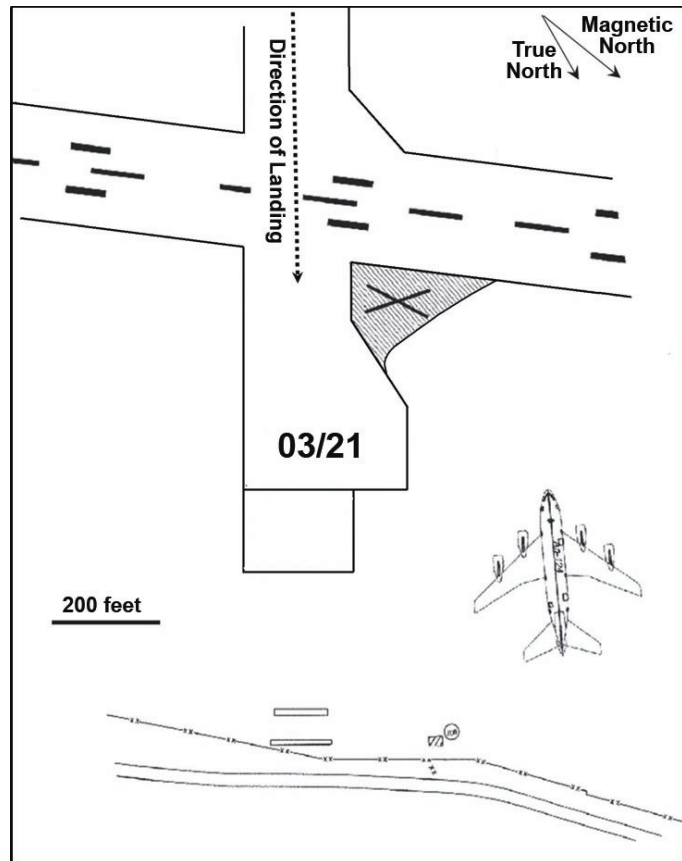 Magnetic
North
True
North
Direction of Landing
03/21
200 feet